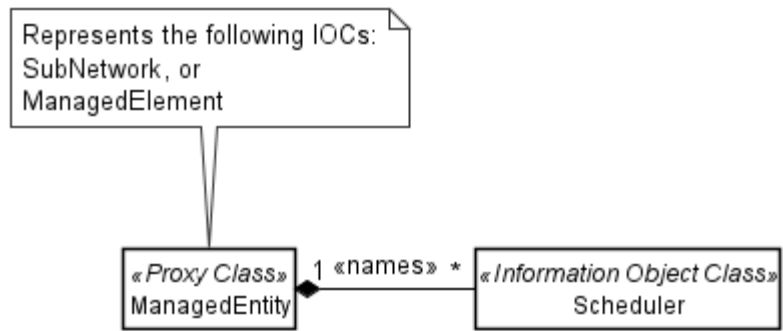 Represents the following IOCs:
SubNetwork, or
ManagedElement
«Proxy Class»
ManagedEntity
1 «names» *
«Information Object Class»
Scheduler